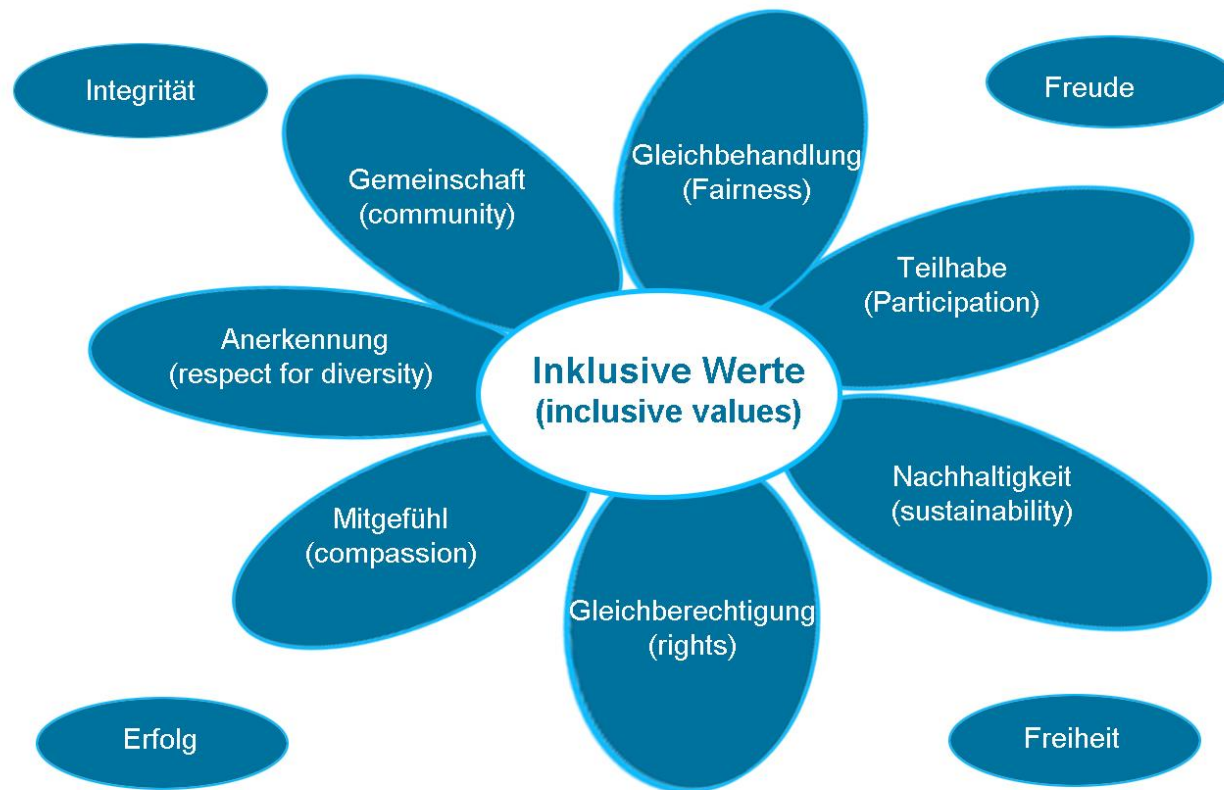 Integrität
Freude
Gemeinschaft
(community)
Gleichbehandlung
(Fairness)
Teilhabe
(Participation)
Anerkennung
(respect for diversity)
Inklusive Werte
(inclusive values)
Mitgefühl
(compassion)
Nachhaltigkeit
(sustainability)
Gleichberechtigung
(rights)
Erfolg
Freiheit